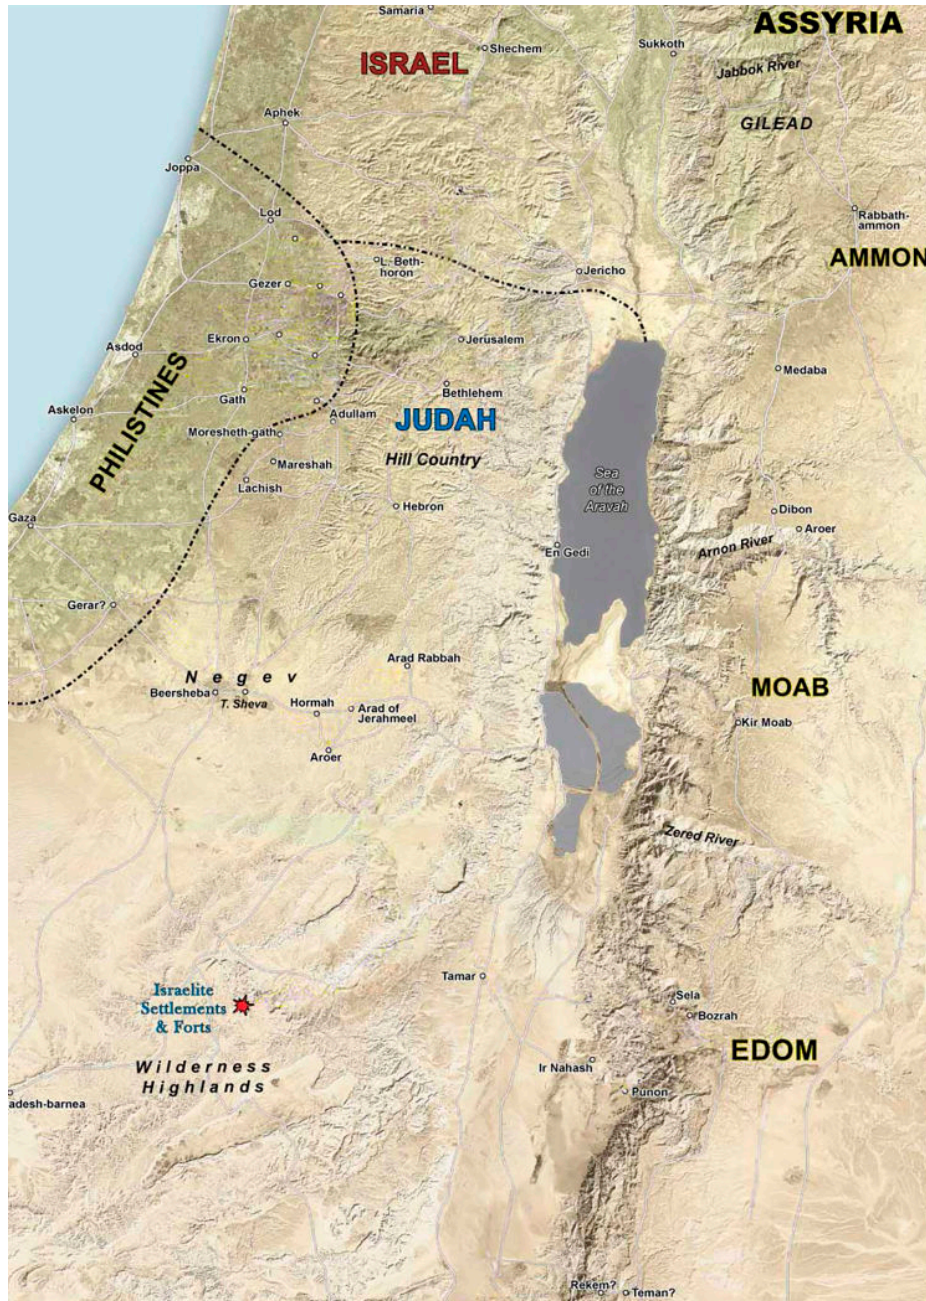 Samaria
ASSYRIA
Shechem
Sukkoth
ISRAEL
Jabbok River
Aphek
GILEAD
Joppa
Lod
Rabbath-
ammon
L. Beth-
horon
AMMON
Jericho
Gezer
Ekron
Jerusalem
Asdod
Medaba
PHILISTINES
Gath
Bethlehem
Askelon
Adullam
JUDAH
Moresheth-gath
Hill Country
Mareshah
Sea
of the
Aravah
Lachish
Hebron
Dibon
Gaza
Aroer
Arnon River
En Gedi
Gerar?
Arad Rabbah
Negev
MOAB
Beersheba
T. Sheva
Hormah
Arad of
Jerahmeel
Kir Moab
Aroer
Zered River
Tamar
Israelite
Settlements
& Forts
Sela
Bozrah
EDOM
Wilderness
Highlands
Ir Nahash
Punon
adesh-barnea
Rekem?
Teman?